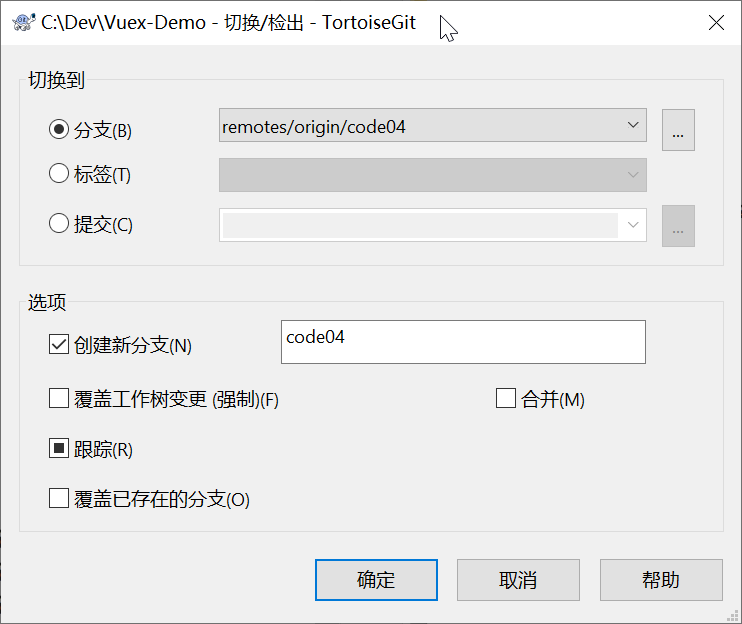 C:\Dev\Vuex-Demo - 切换/检出 - TortoiseGit
切换到
分支(B) remotes/origin/code04 ...
标签(T)
提交(C) ...
选项
创建新分支(N) code04
覆盖工作树变更 (强制)(F) 合并(M)
跟踪(R)
覆盖已存在的分支(O)
确定 取消 帮助